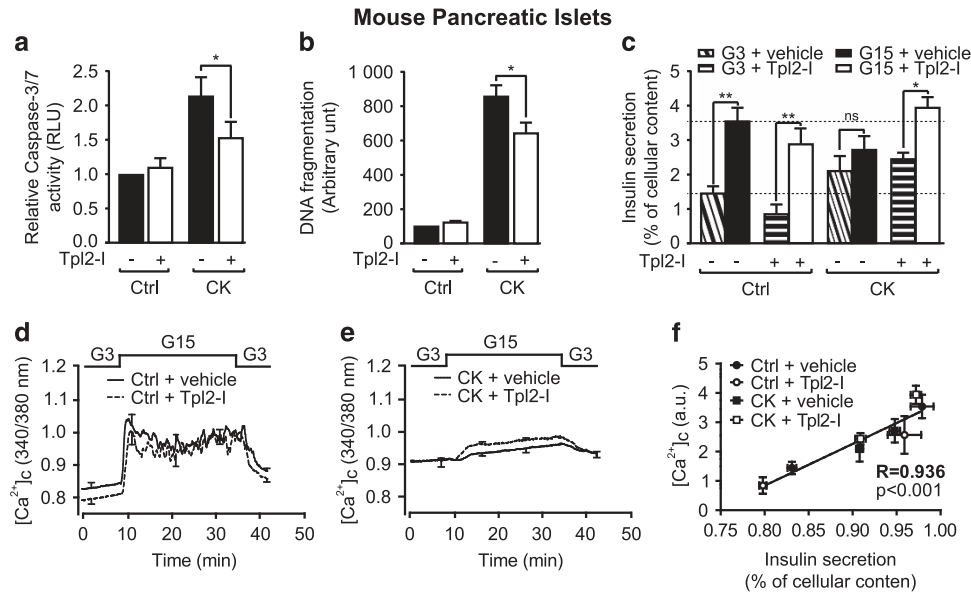 Mouse Pancreatic Islets
a
Relative Caspase-3/7
activity (RLU)
2.5
2.0
1.5
1.0
0.5
0.0
*
Tpl2-I
- + - +
Ctrl CK
b
DNA fragmentation
(Arbitrary unt)
1 000
800
600
400
200
0
*
Tpl2-I
- + - +
Ctrl CK
c
G3 + vehicle G15 + vehicle
G3 + Tpl2-I G15 + Tpl2-I
Insulin secretion
(% of cellular content)
5
4
3
2
1
0
** ** ns *
Tpl2-I
- - + + - - + +
Ctrl CK
d
G3 G15 G3
Ctrl + vehicle
Ctrl + Tpl2-I
[Ca2+]C (340/380 nm)
1.2
1.1
1.0
0.9
0.8
0 10 20 30 40 50
Time (min)
e
G3 G15 G3
CK + vehicle
CK + Tpl2-I
[Ca2+]C (340/380 nm)
1.2
1.1
1.0
0.9
0.8
0 10 20 30 40 50
Time (min)
f
Ctrl + vehicle
Ctrl + Tpl2-I
CK + vehicle
CK + Tpl2-I
[Ca2+]C (a.u.)
5
4
3
2
1
0
R=0.936
p<0.001
0.75 0.80 0.85 0.90 0.95 1.00
Insulin secretion
(% of cellular conten)